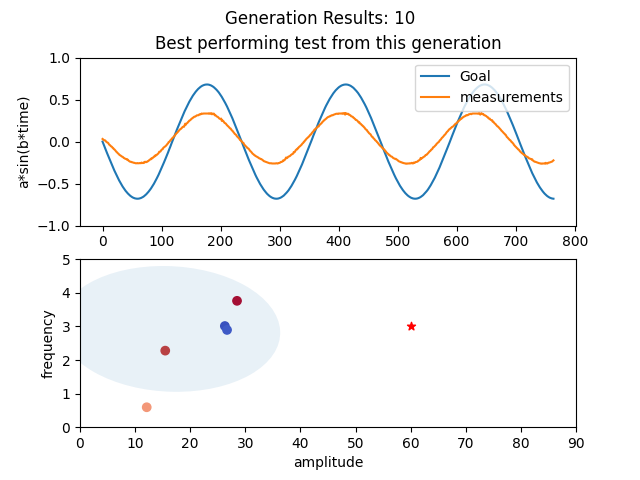 Generation Results: 10
Best performing test from this generation
a*sin(b*time)
1.0
0.5
0.0
−0.5
−1.0
Goal
measurements
0 100 200 300 400 500 600 700 800
frequency
5
4
3
2
1
0
0 10 20 30 40 50 60 70 80 90
amplitude